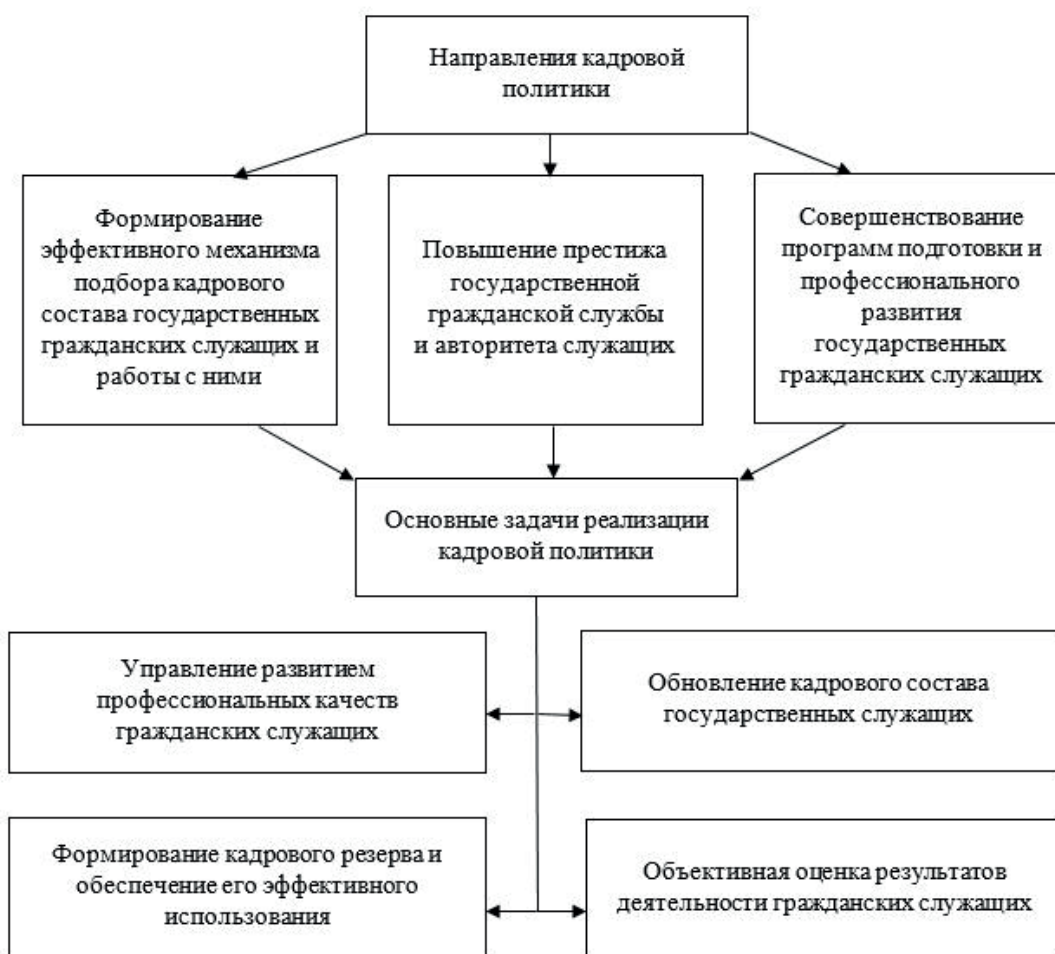 Направления кадровой
политики
Формирование
эффективного механизма
подбора кадрового
состава государственных
гражданских служащих и
работы с ними
Повышение престижа
государственной
гражданской службы
и авторитета служащих
Совершенствование
программ подготовки и
профессионального
развития
государственных
гражданских служащих
Основные задачи реализации
кадровой политики
Управление развитием
профессиональных качеств
гражданских служащих
Обновление кадрового состава
государственных служащих
Формирование кадрового резерва и
обеспечение его эффективного
использования
Объективная оценка результатов
деятельности гражданских служащих